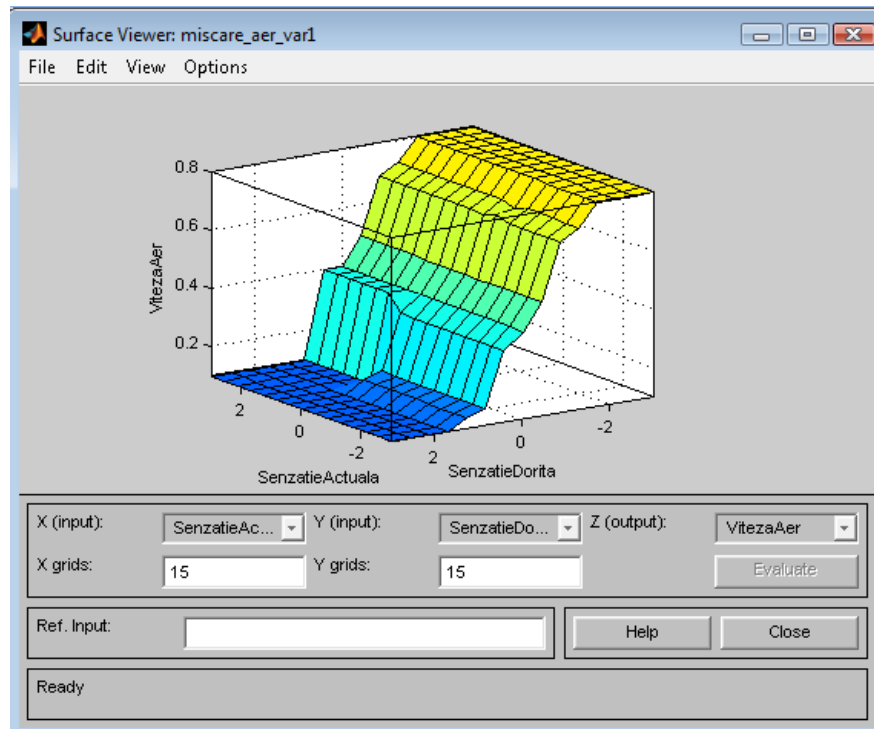 Surface Viewer: miscare_aer_var1
File Edit View Options
0.8
0.6
0.4
0.2
VitezaAer
2
0
-2
SenzatieActuala
2
0
-2
SenzatieDorita
X (input): SenzatieAc... Y (input): SenzatieDo... Z (output): VitezaAer
X grids: 15 Y grids: 15 Evaluate
Ref. Input: Help Close
Ready